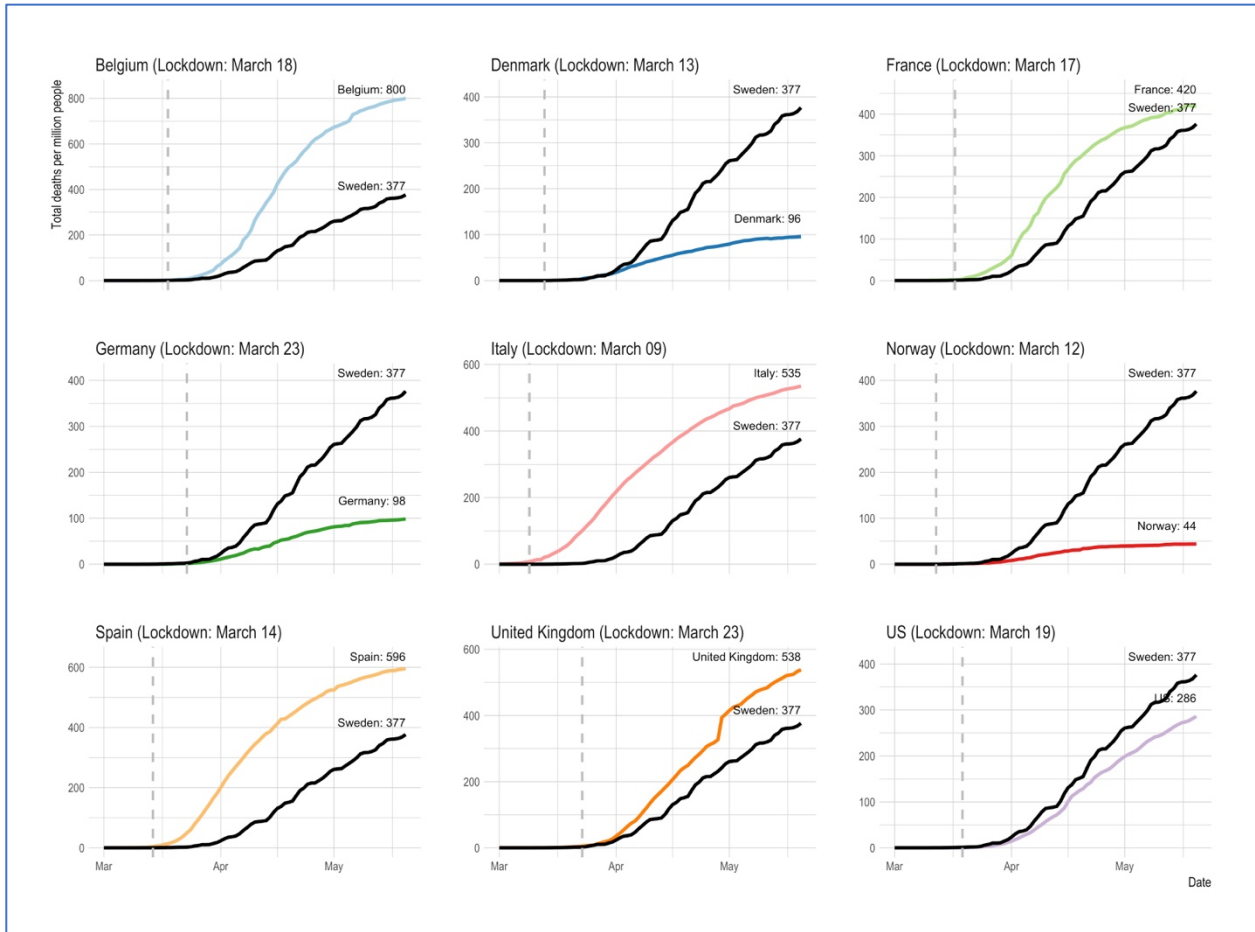 Belgium (Lockdown: March 18)
Total deaths per million people
800
600
400
200
0
Belgium: 800
Sweden: 377
Denmark (Lockdown: March 13)
400
300
200
100
0
Sweden: 377
Denmark: 96
France (Lockdown: March 17)
400
300
200
100
0
France: 420
Sweden: 377
Germany (Lockdown: March 23)
400
300
200
100
0
Sweden: 377
Germany: 98
Italy (Lockdown: March 09)
600
400
200
0
Italy: 535
Sweden: 377
Norway (Lockdown: March 12)
400
300
200
100
0
Sweden: 377
Norway: 44
Spain (Lockdown: March 14)
600
400
200
0
Spain: 596
Sweden: 377
Mar
Apr
May
United Kingdom (Lockdown: March 23)
600
400
200
0
United Kingdom: 538
Sweden: 377
Mar
Apr
May
US (Lockdown: March 19)
400
300
200
100
0
Sweden: 377
US: 286
Mar
Apr
May
Date